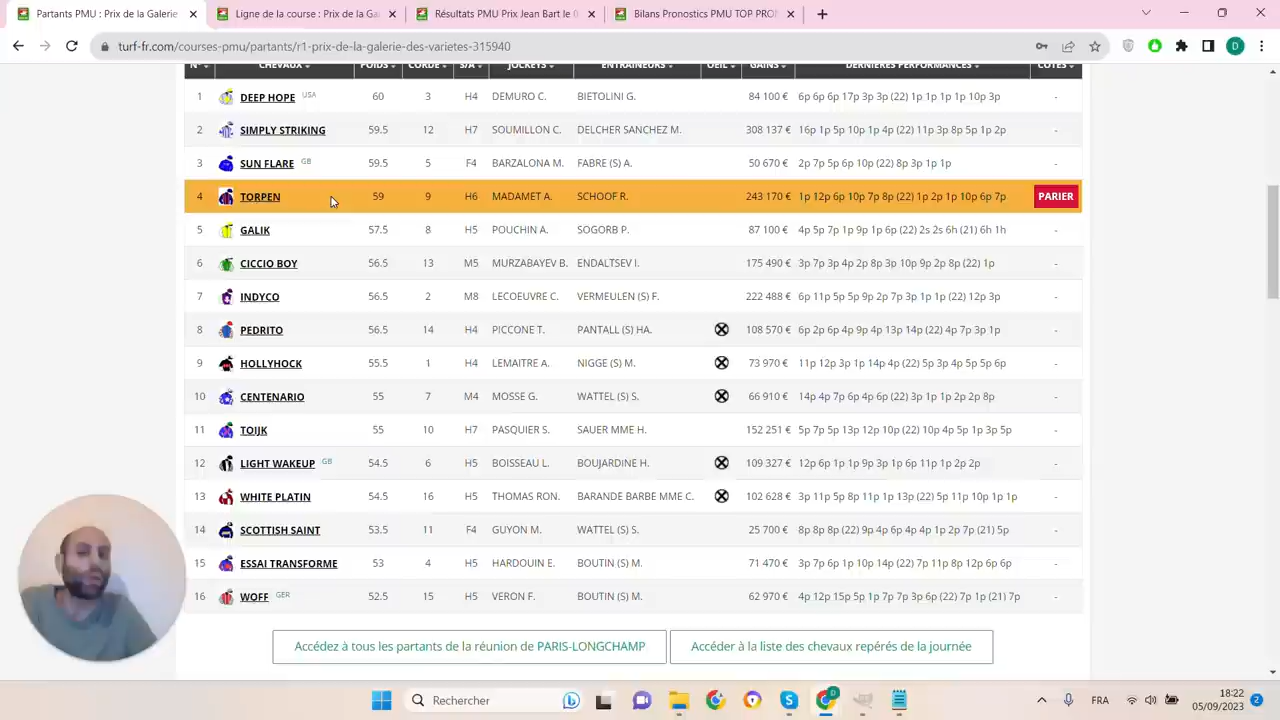 Partants PMU : Prix de la Galerie
Ligne de la course : Prix de la Gal
Résultats PMU Prix Jean Bart le 0
Bilans Pronostics PMU TOP PRON
turf-fr.com/courses-pmu/partants/r1-prix-de-la-galerie-des-varietes-315940
D
N° CHEVAUX POIDS CORDE S/A JOCKEYS ENTRAINEURS OEIL GAINS DERNIÈRES PERFORMANCES COTES
1 DEEP HOPE USA 60 3 H4 DEMURO C. BIETOLINI G. 84 100 € 6p 6p 6p 17p 3p 3p (22) 1p 1p 1p 1p 10p 3p -
2 SIMPLY STRIKING 59.5 12 H7 SOUMILLON C. DELCHER SANCHEZ M. 308 137 € 16p 1p 5p 10p 1p 4p (22) 11p 3p 8p 5p 1p 2p -
3 SUN FLARE GB 59.5 5 F4 BARZALONA M. FABRE (S) A. 50 670 € 2p 7p 5p 6p 10p (22) 8p 3p 1p 1p -
4 TORPEN 59 9 H6 MADAMET A. SCHOOF R. 243 170 € 1p 12p 6p 10p 7p 8p (22) 1p 2p 1p 10p 6p 7p PARIER
5 GALIK 57.5 8 H5 POUCHIN A. SOGORB P. 87 100 € 4p 5p 7p 1p 9p 1p 6p (22) 2s 2s 6h (21) 6h 1h -
6 CICCIO BOY 56.5 13 M5 MURZABAYEV B. ENDALTSEV I. 175 490 € 3p 7p 3p 4p 2p 8p 3p 10p 9p 2p 8p (22) 1p -
7 INDYCO 56.5 2 M8 LECOEUVRE C. VERMEULEN (S) F. 222 488 € 6p 11p 5p 5p 9p 2p 7p 3p 1p 1p (22) 12p 3p -
8 PEDRITO 56.5 14 H4 PICCONE T. PANTALL (S) HA. 108 570 € 6p 2p 6p 4p 9p 4p 13p 14p (22) 4p 7p 3p 1p -
9 HOLLYHOCK 55.5 1 H4 LEMAITRE A. NIGGE (S) M. 73 970 € 11p 12p 3p 1p 14p 4p (22) 5p 3p 4p 5p 5p 6p -
10 CENTENARIO 55 7 M4 MOSSE G. WATTEL (S) S. 66 910 € 14p 4p 7p 6p 4p 6p (22) 3p 1p 1p 2p 2p 8p -
11 TOIJK 55 10 H7 PASQUIER S. SAUER MME H. 152 251 € 5p 7p 5p 13p 12p 10p (22) 10p 4p 5p 1p 3p 5p -
12 LIGHT WAKEUP GB 54.5 6 H5 BOISSEAU L. BOUJARDINE H. 109 327 € 12p 6p 1p 1p 9p 3p 1p 6p 11p 1p 2p 2p -
13 WHITE PLATIN 54.5 16 H5 THOMAS RON. BARANDE BARBE MME C. 102 628 € 3p 11p 5p 8p 11p 1p 13p (22) 5p 11p 10p 1p 1p -
14 SCOTTISH SAINT 53.5 11 F4 GUYON M. WATTEL (S) S. 25 700 € 8p 8p 8p (22) 9p 4p 6p 4p 4p 1p 2p 7p (21) 5p -
15 ESSAI TRANSFORME 53 4 H5 HARDOUIN E. BOUTIN (S) M. 71 470 € 3p 7p 6p 1p 10p 14p (22) 7p 11p 8p 12p 6p 6p -
16 WOFF GER 52.5 15 H5 VERON F. BOUTIN (S) M. 62 970 € 4p 12p 15p 5p 1p 7p 7p 3p 6p (22) 7p 1p (21) 7p -
Accédez à tous les partants de la réunion de PARIS-LONGCHAMP
Accéder à la liste des chevaux repérés de la journée
Rechercher
FRA
18:22
05/09/2023
2